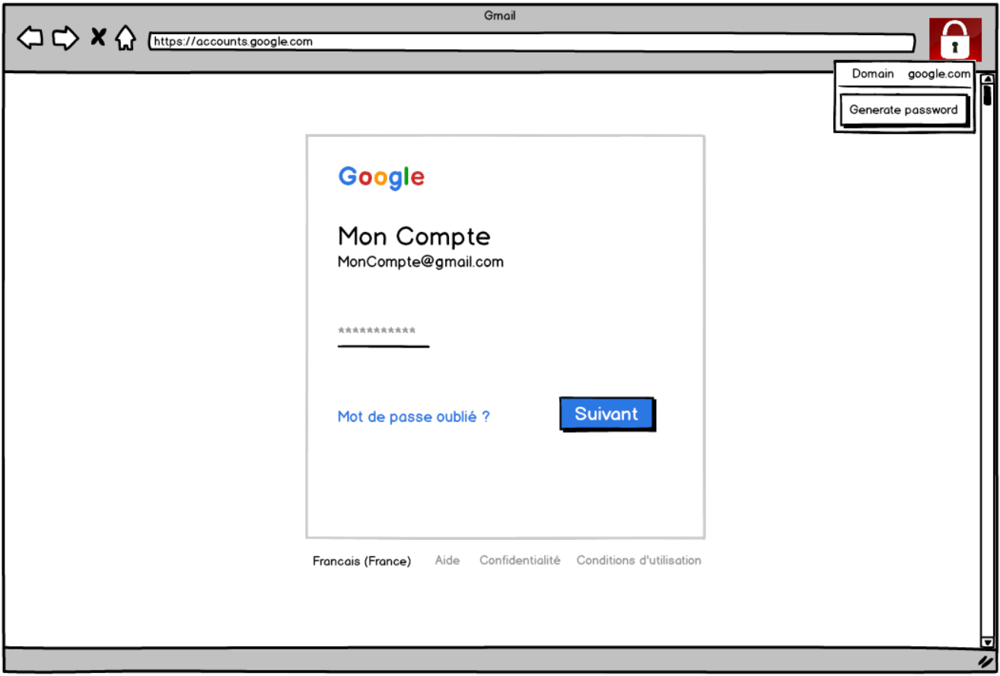 Gmail
https://accounts.google.com
Domain google.com
Generate password
Google
Mon Compte
MonCompte@gmail.com
***********
Mot de passe oublié ?
Suivant
Francais (France) Aide Confidentialité Conditions d'utilisation